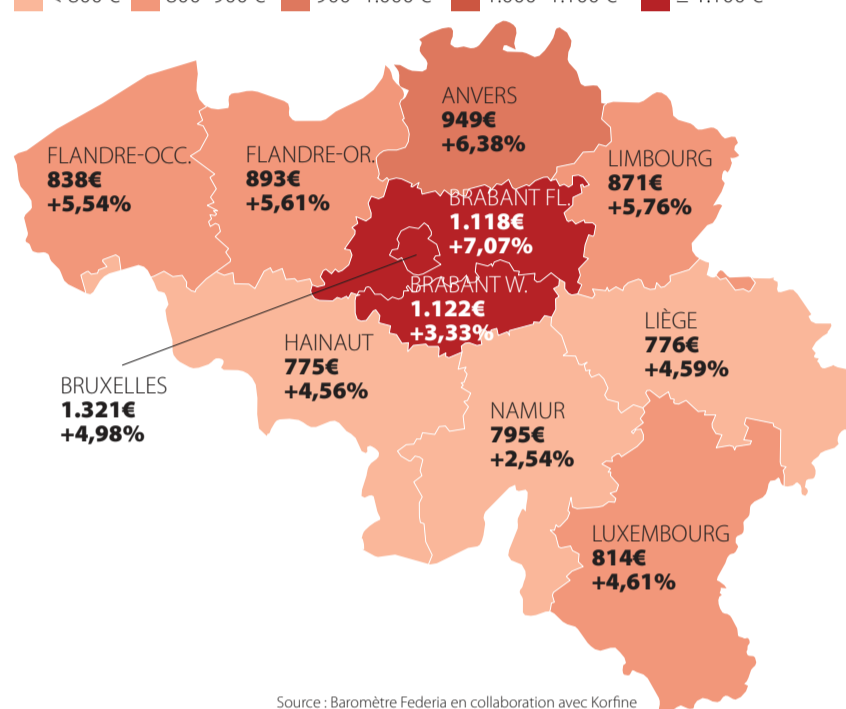 ANVERS
949€
+6,38%
FLANDRE-OCC.
838€
+5,54%
FLANDRE-OR.
893€
+5,61%
LIMBOURG
871€
+5,76%
BRABANT FL.
1.118€
+7,07%
BRABANT W.
1.122€
+3,33%
HAINAUT
775€
+4,56%
LIÈGE
776€
+4,59%
BRUXELLES
1.321€
+4,98%
NAMUR
795€
+2,54%
LUXEMBOURG
814€
+4,61%
Source : Baromètre Federia en collaboration avec Korfine